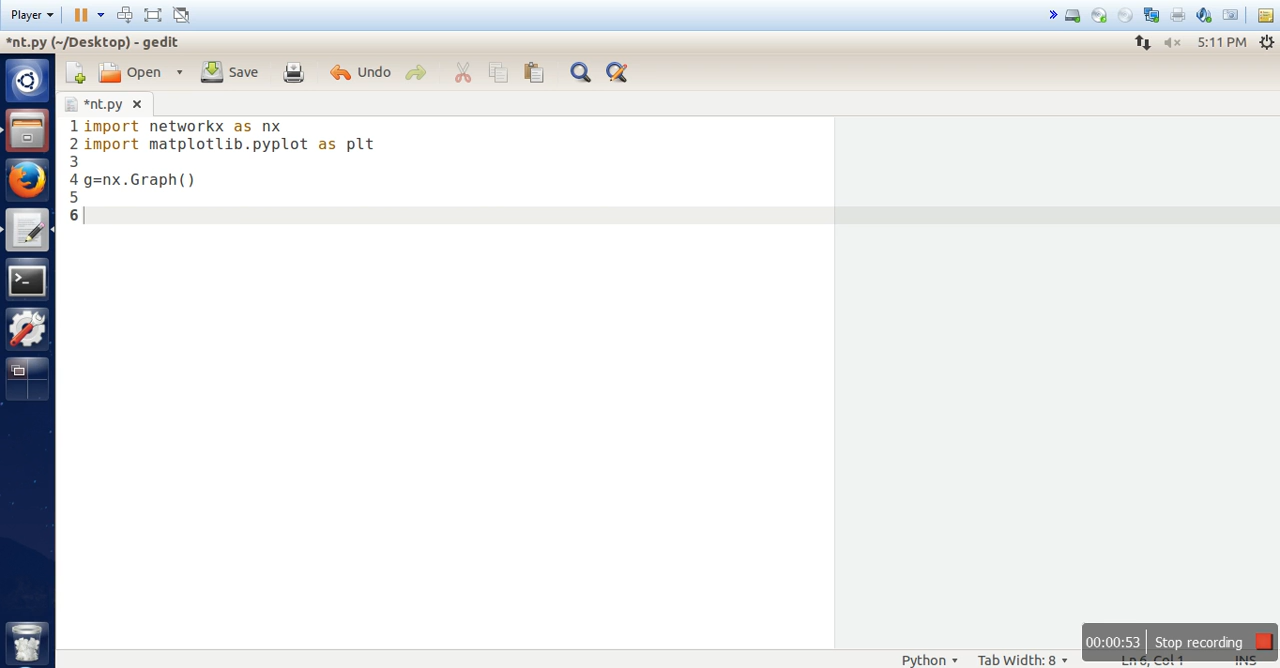 Player
5:11 PM
*nt.py (~/Desktop) - gedit
Open
Save
Undo
*nt.py
1 import networkx as nx
2 import matplotlib.pyplot as plt
3
4 g=nx.Graph()
5
6
00:00:53 Stop recording
Python
Tab Width: 8
Ln 6, Col 1
INS